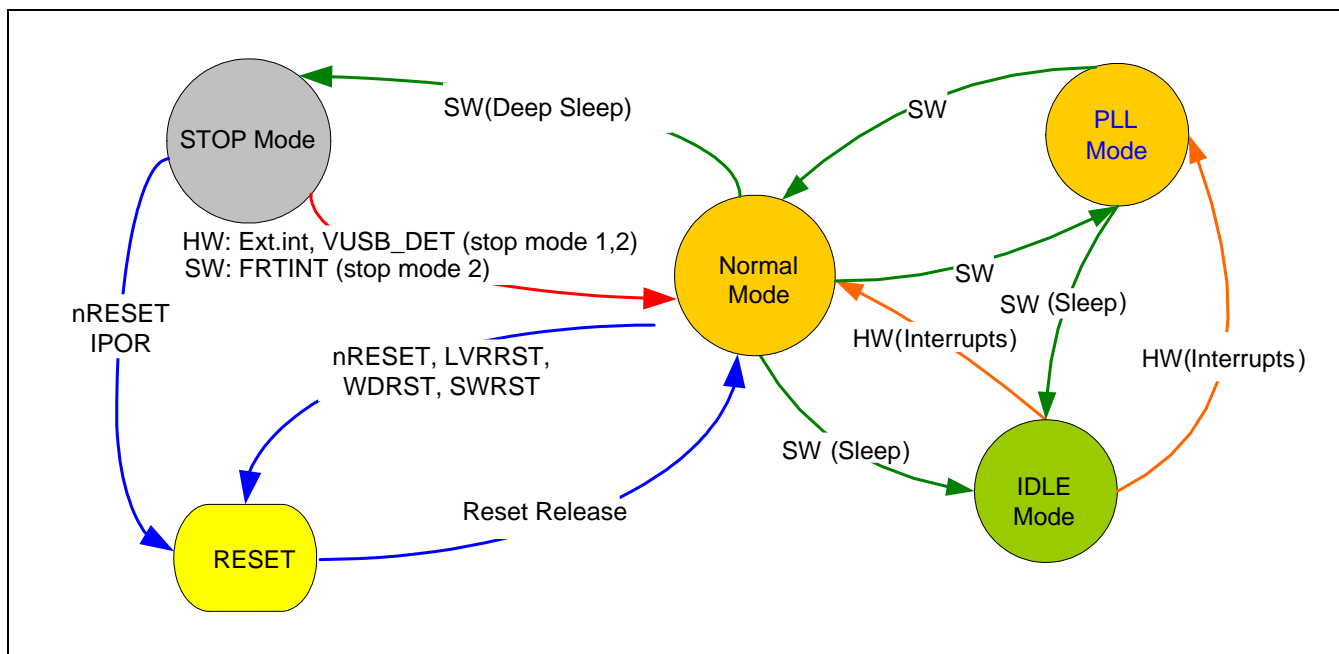 SW(Deep Sleep)
STOP Mode
SW
PLL
Mode
HW: Ext.int, VUSB_DET (stop mode 1,2)
SW: FRTINT (stop mode 2)
Normal
Mode
SW
SW (Sleep)
nRESET
IPOR
nRESET, LVRRST,
WDRST, SWRST
HW(Interrupts)
HW(Interrupts)
SW (Sleep)
Reset Release
IDLE
Mode
RESET